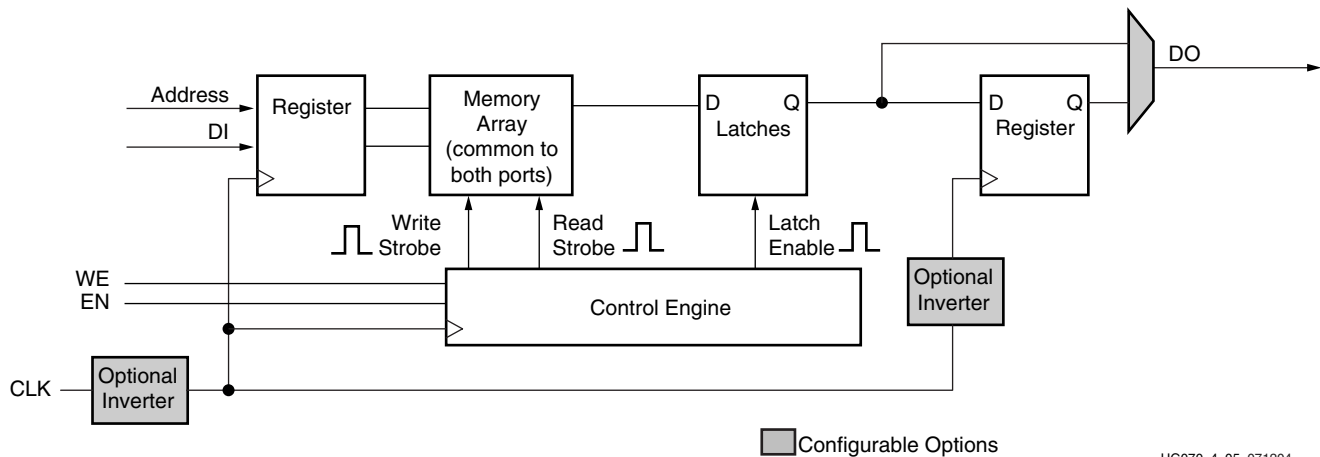 Address
DI
Register
Memory
Array
(common to
both ports)
D Q
Latches
D Q
Register
DO
Write
Strobe
Read
Strobe
Latch
Enable
WE
EN
Control Engine
Optional
Inverter
CLK
Optional
Inverter
Configurable Options